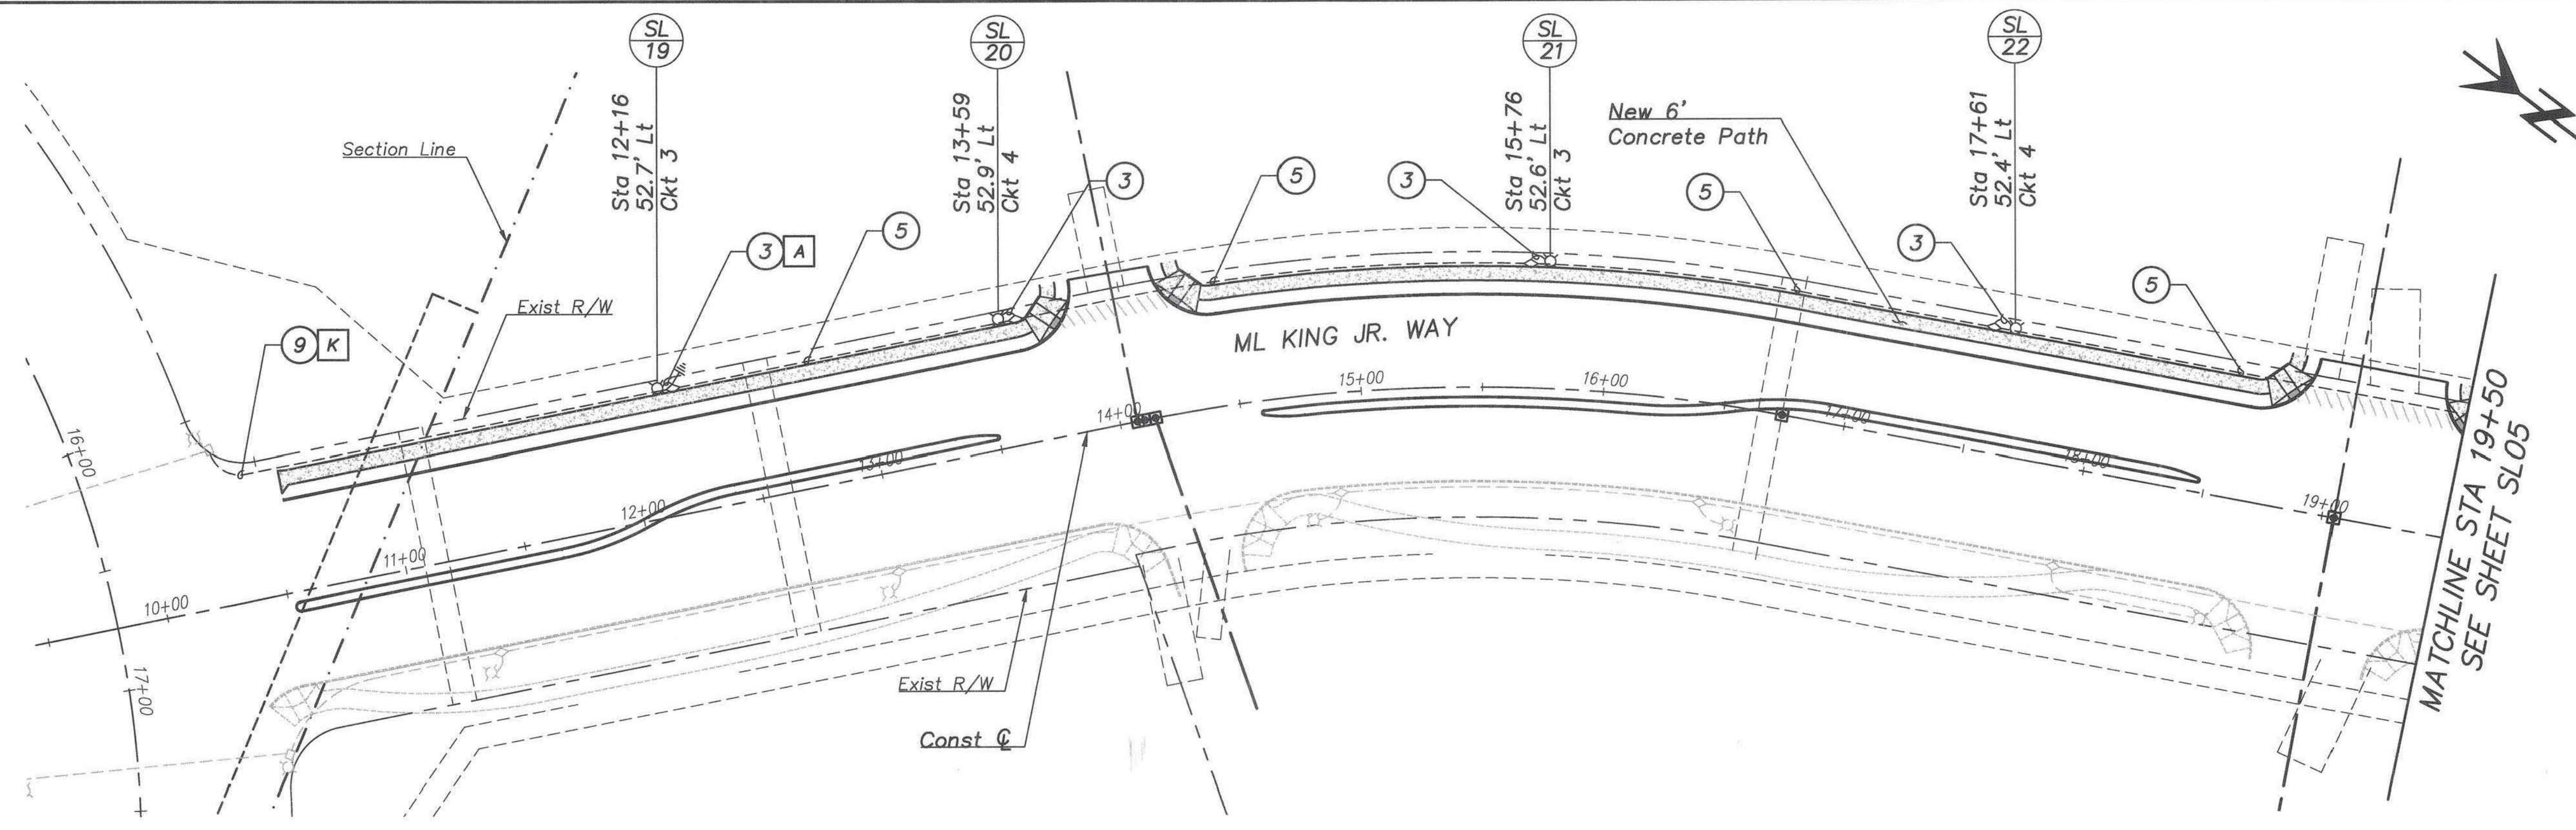 SL
19
SL
20
SL
21
SL
22
Sta 12+16
52.7' Lt
Ckt 3
Sta 13+59
52.9' Lt
Ckt 4
Sta 15+76
52.6' Lt
Ckt 3
Sta 17+61
52.4' Lt
Ckt 4
New 6'
Concrete Path
Section Line
3
5
3
5
3
5
3 A
5
Exist R/W
9 K
ML KING JR. WAY
N
10+00
11+00
12+00
13+00
14+00
15+00
16+00
17+00
18+00
19+00
16+00
17+00
Exist R/W
Const ℄
MATCHLINE STA 19+50
SEE SHEET SL05